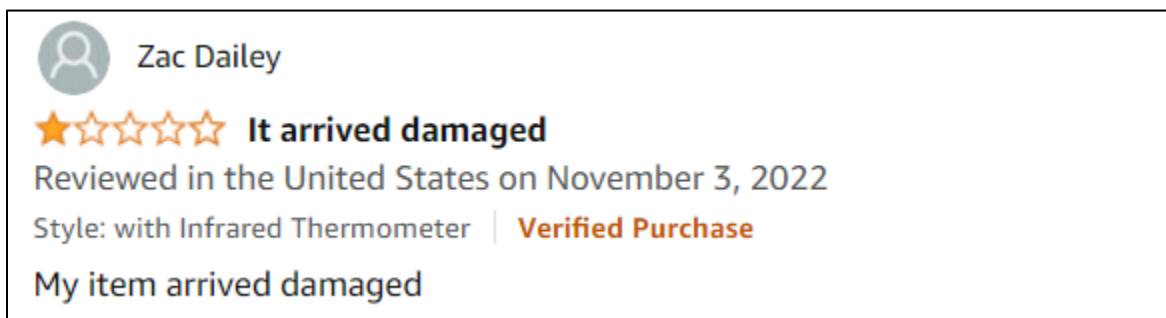 Zac Dailey
It arrived damaged
Reviewed in the United States on November 3, 2022
Style: with Infrared Thermometer Verified Purchase
My item arrived damaged